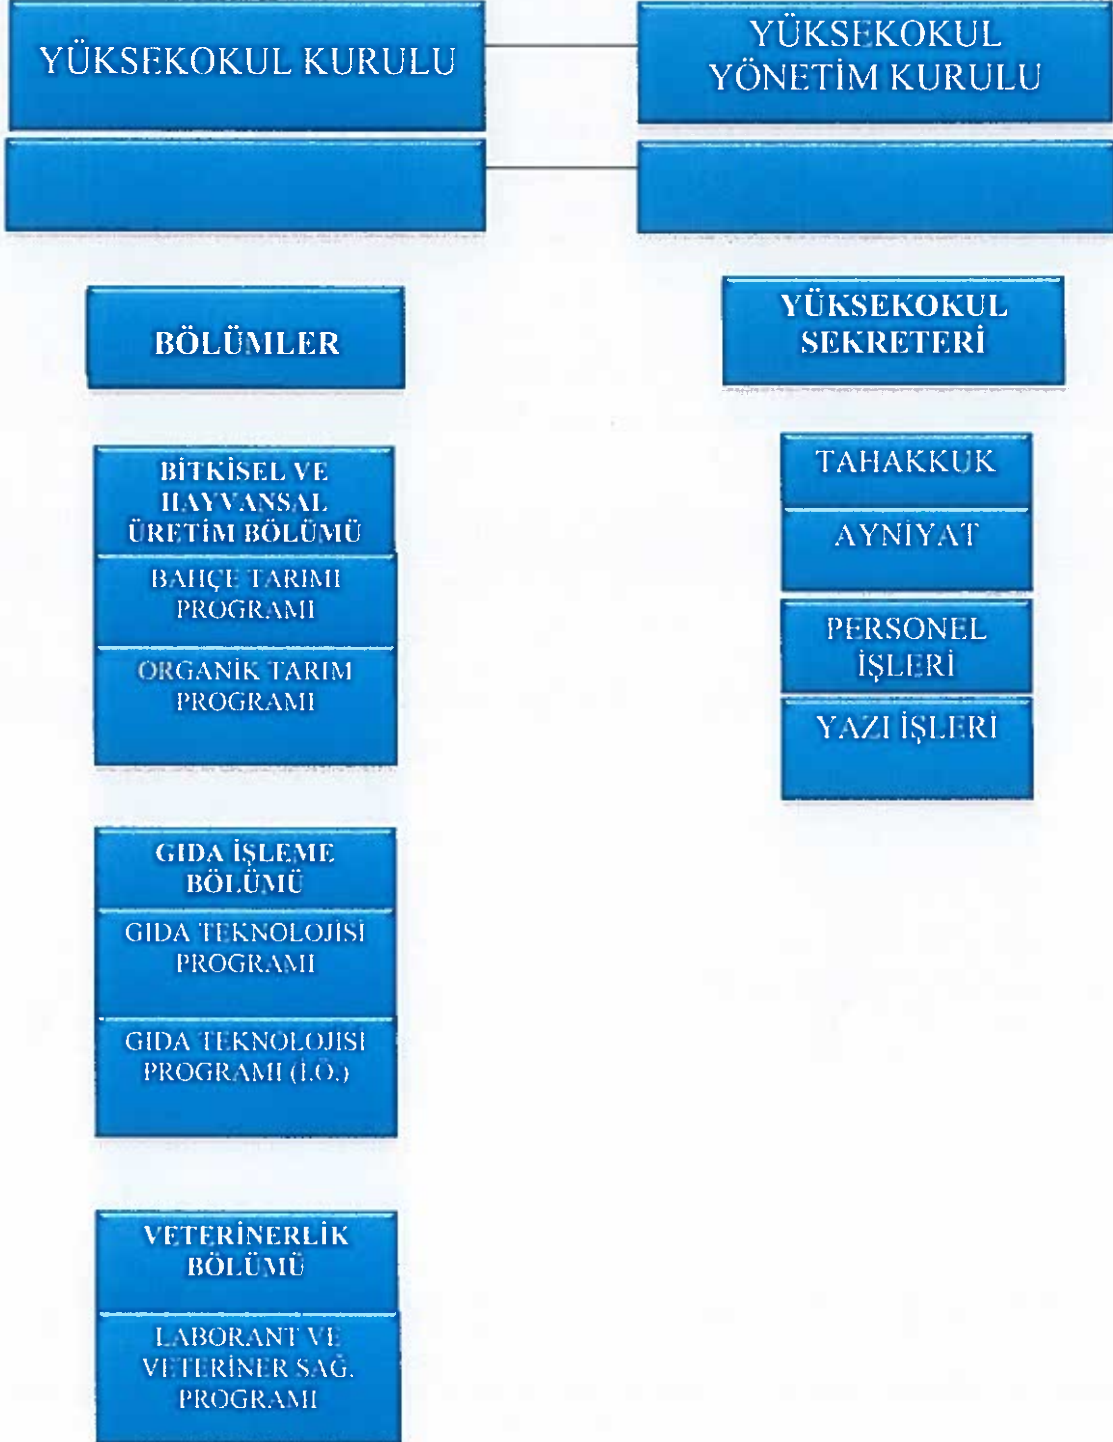 YÜKSEKOKUL KURULU
YÜKSEKOKUL
YÖNETİM KURULU
BÖLÜMLER
BİTKİSEL VE
HAYVANSAL
ÜRETİM BÖLÜMÜ
BAHÇE TARIMI
PROGRAMI
ORGANİK TARIM
PROGRAMI
GIDA İŞLEME
BÖLÜMÜ
GIDA TEKNOLOJİSİ
PROGRAMI
GIDA TEKNOLOJİSİ
PROGRAMI (İ.Ö.)
VETERİNERLİK
BÖLÜMÜ
LABORANT VE
VETERİNER SAĞ.
PROGRAMI
YÜKSEKOKUL
SEKRETERİ
TAHAKKUK
AYNİYAT
PERSONEL
İŞLERİ
YAZI İŞLERİ